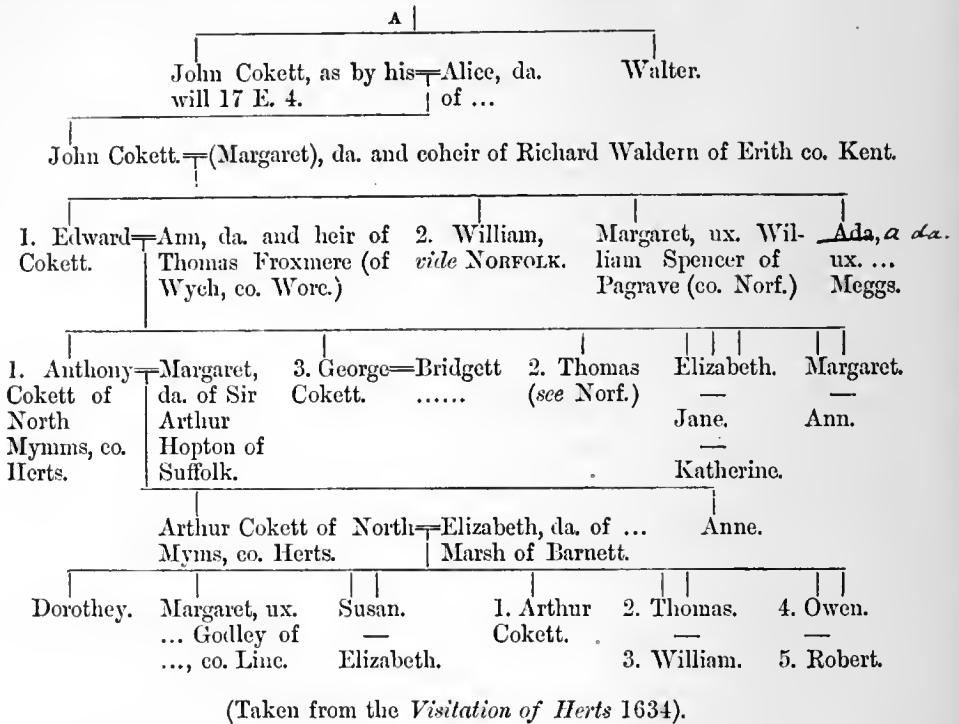 A
John Cokett, as by his = Alice, da. Walter.
will 17 E. 4. of ...
John Cokett. = (Margaret), da. and coheir of Richard Waldern of Erith co. Kent.
1. Edward = Ann, da. and heir of 2. William, Margaret, ux. Wil- Ada, a da.
Cokett. Thomas Froxmere (of vide NORFOLK. liam Spencer of ux. ...
Wych, co. Worc.) Pagrave (co. Norf.) Meggs.
1. Anthony = Margaret, 3. George = Bridgett 2. Thomas Elizabeth. Margaret.
Cokett of da. of Sir Cokett. ...... (see Norf.) — —
North Arthur Jane. Ann.
Mymms, co. Hopton of —
Herts. Suffolk. Katherine.
Arthur Cokett of North = Elizabeth, da. of ... Anne.
Myms, co. Herts. Marsh of Barnett.
Dorothey. Margaret, ux. Susan. 1. Arthur 2. Thomas. 4. Owen.
... Godley of — Cokett. — —
..., co. Linc. Elizabeth. 3. William. 5. Robert.
(Taken from the Visitation of Herts 1634).